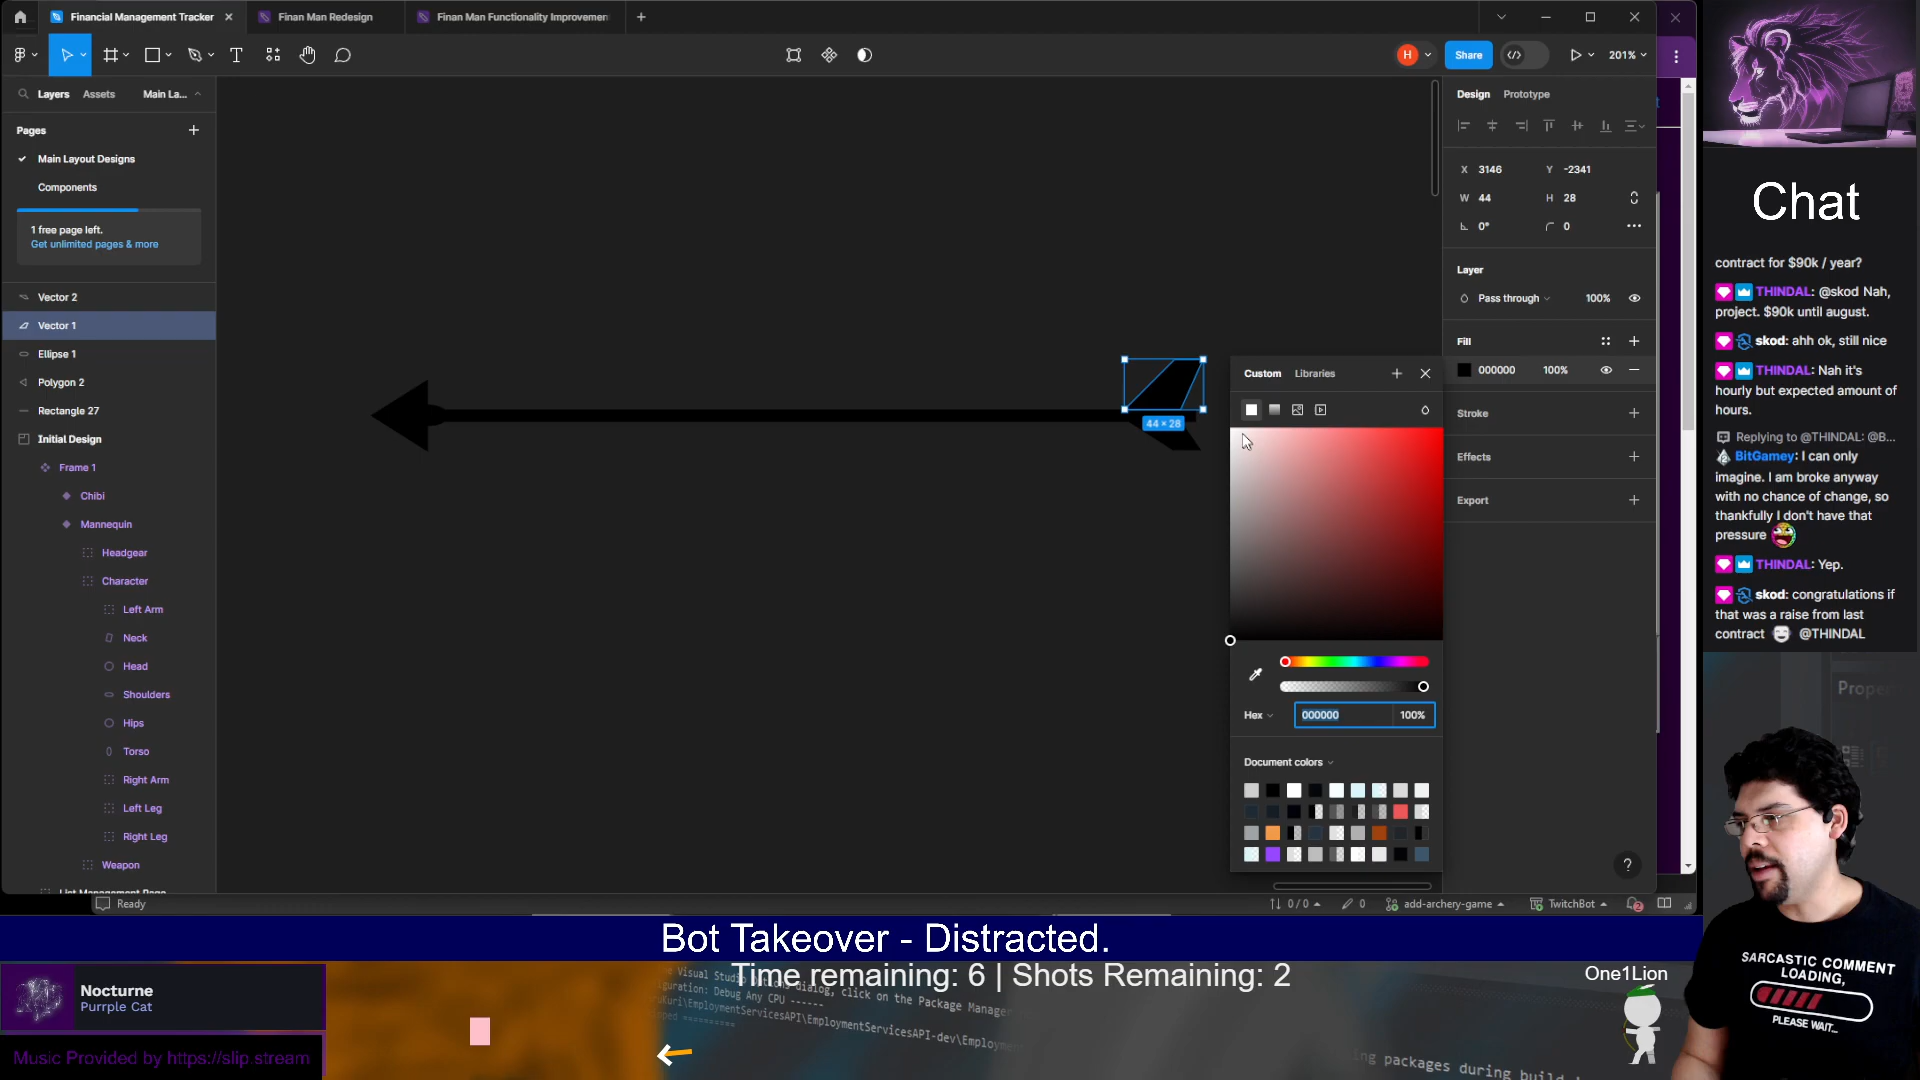 Financial Management Tracker
Finan Man Redesign
Finan Man Functionality Improvemen
H
Share
201%
Layers
Assets
Main La...
Pages
Main Layout Designs
Components
1 free page left.
Get unlimited pages & more
Vector 2
Vector 1
Ellipse 1
Polygon 2
Rectangle 27
Initial Design
Frame 1
Chibi
Mannequin
Headgear
Character
Left Arm
Neck
Head
Shoulders
Hips
Torso
Right Arm
Left Leg
Right Leg
Weapon
List Management Page
44 × 28
Custom
Libraries
Hex
000000
100%
Document colors
Design
Prototype
X 3146
Y -2341
W 44
H 28
0°
0
Layer
Pass through
100%
Fill
000000
100%
Stroke
Effects
Export
?
Ready
0/0
0
add-archery-game
TwitchBot
2
Chat
contract for $90k / year?
THINDAL: @skod Nah,
project. $90k until august.
skod: ahh ok, still nice
THINDAL: Nah it's
hourly but expected amount of
hours.
Replying to @THINDAL: @B...
BitGamey: I can only
imagine. I am broke anyway
with no chance of change, so
thankfully I don't have that
pressure
THINDAL: Yep.
skod: congratulations if
that was a raise from last
contract @THINDAL
Bot Takeover - Distracted.
Time remaining: 6 | Shots Remaining: 2
One1Lion
Nocturne
Purrple Cat
Music Provided by https://slip.stream
SARCASTIC COMMENT
LOADING,
PLEASE WAIT...